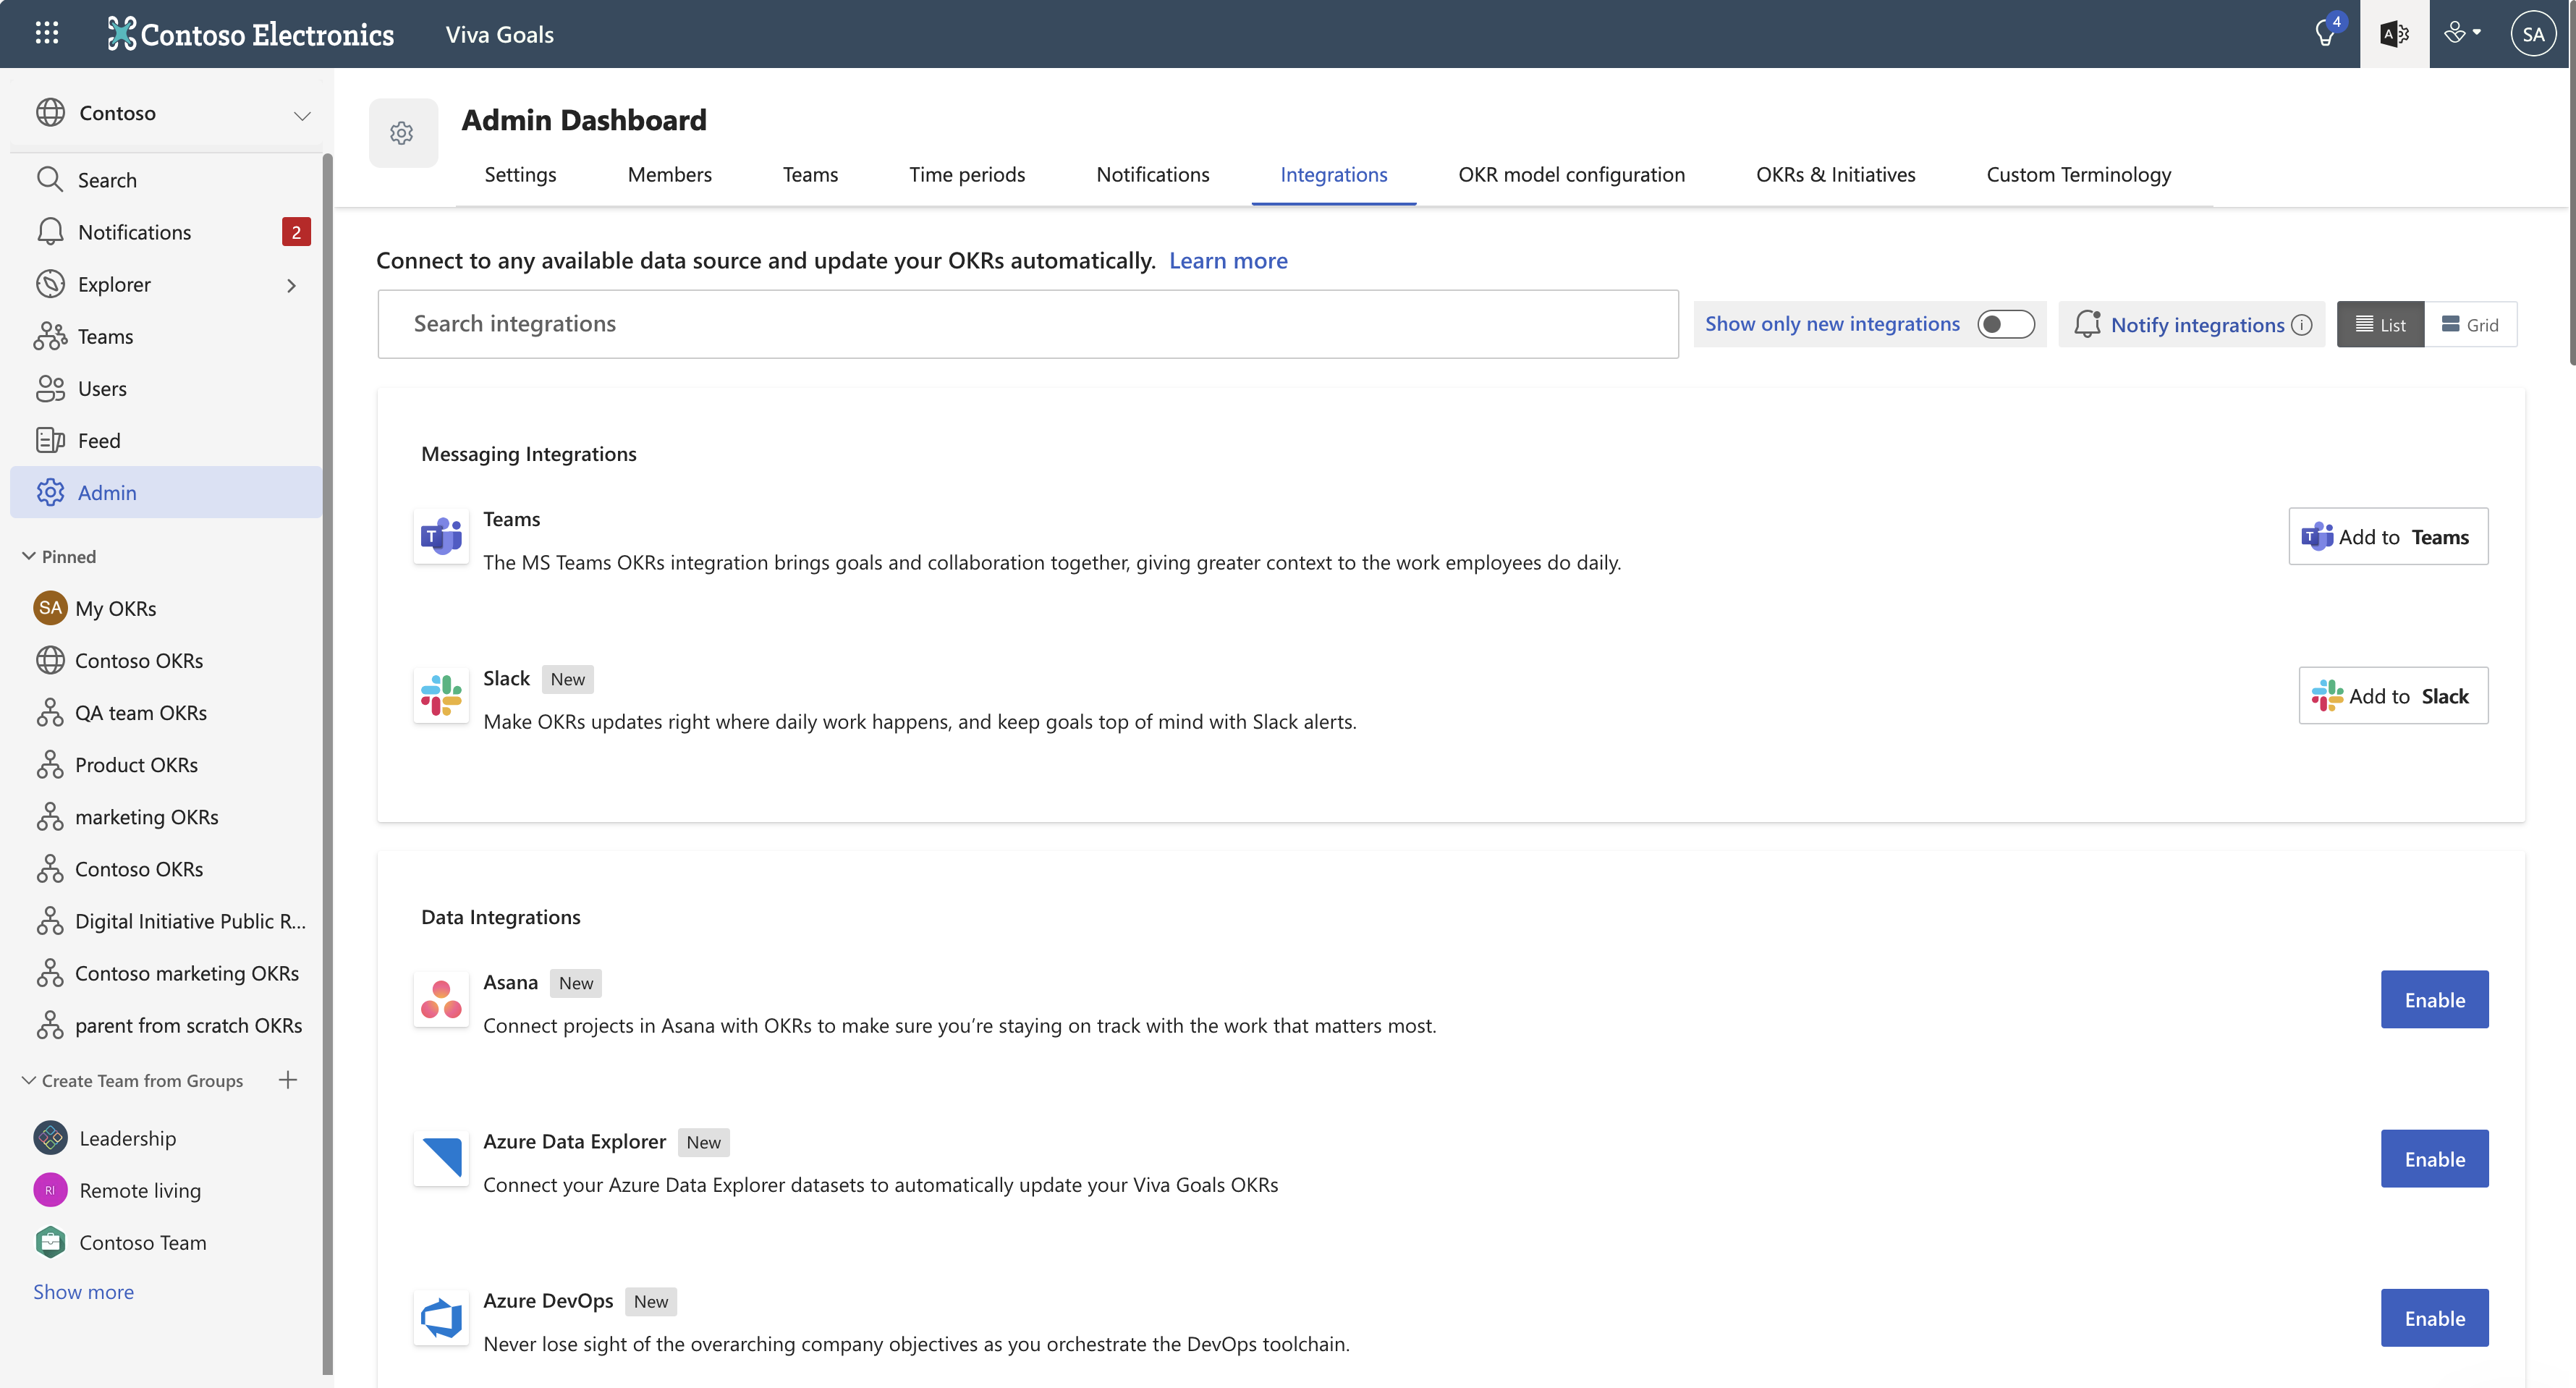 Contoso Electronics
Viva Goals
4
A
SA
Contoso
Search
Notifications 2
Explorer
Teams
Users
Feed
Admin
Pinned
SA My OKRs
Contoso OKRs
QA team OKRs
Product OKRs
marketing OKRs
Contoso OKRs
Digital Initiative Public R...
Contoso marketing OKRs
parent from scratch OKRs
Create Team from Groups
Leadership
RI Remote living
Contoso Team
Show more
Admin Dashboard
Settings Members Teams Time periods Notifications Integrations OKR model configuration OKRs & Initiatives Custom Terminology
Connect to any available data source and update your OKRs automatically. Learn more
Search integrations
Show only new integrations
Notify integrations
List
Grid
Messaging Integrations
T
Teams
The MS Teams OKRs integration brings goals and collaboration together, giving greater context to the work employees do daily.
T Add to Teams
Slack New
Make OKRs updates right where daily work happens, and keep goals top of mind with Slack alerts.
Add to Slack
Data Integrations
Asana New
Connect projects in Asana with OKRs to make sure you’re staying on track with the work that matters most.
Enable
Azure Data Explorer New
Connect your Azure Data Explorer datasets to automatically update your Viva Goals OKRs
Enable
Azure DevOps New
Never lose sight of the overarching company objectives as you orchestrate the DevOps toolchain.
Enable